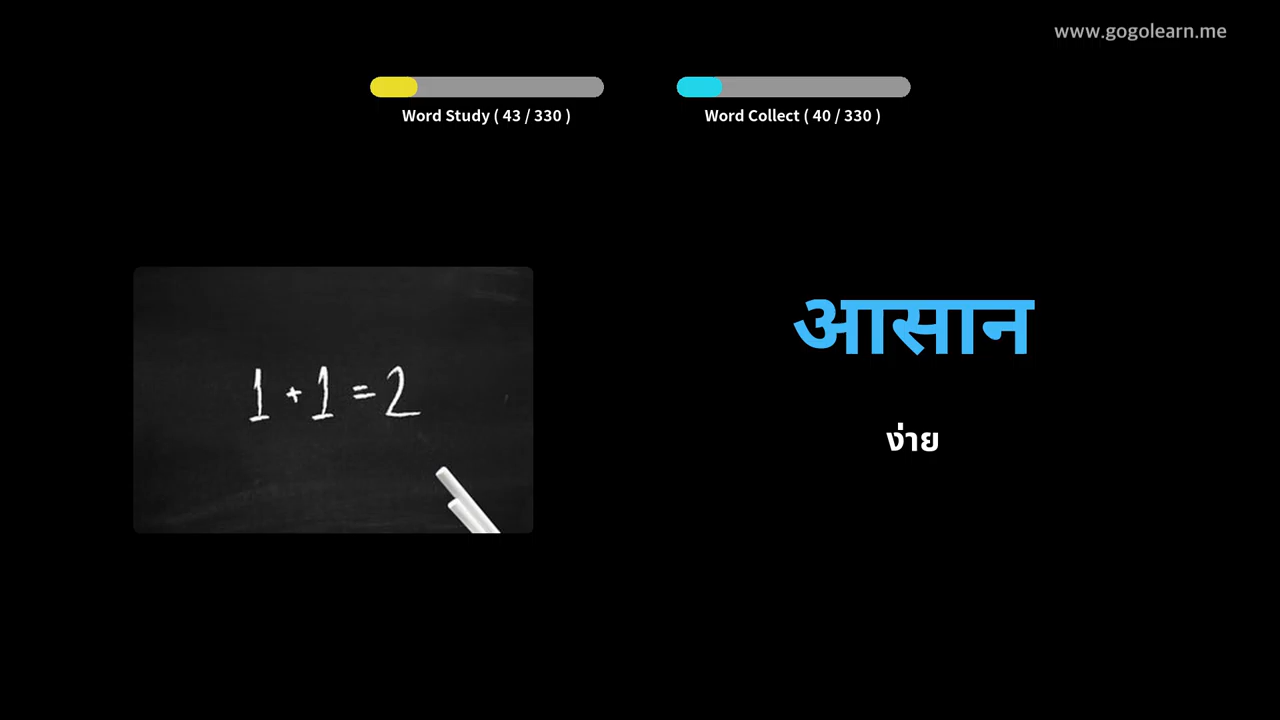 www.gogolearn.me
Word Study ( 43 / 330 )
Word Collect ( 40 / 330 )
1 + 1 = 2
आसान
ง่าย